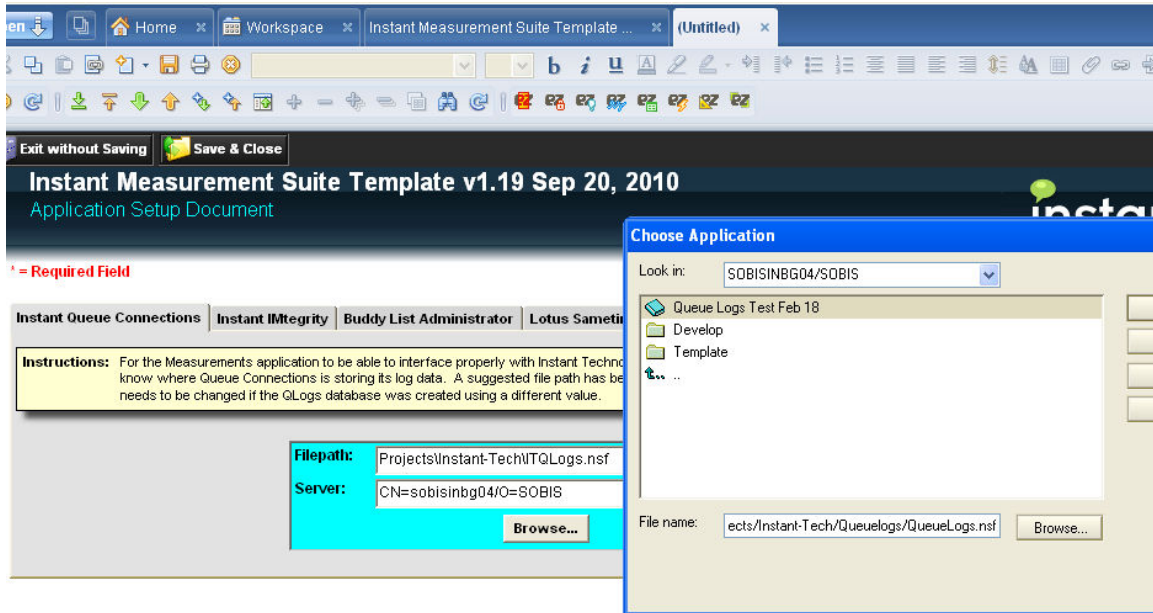 en
Home
Workspace
Instant Measurement Suite Template ...
(Untitled)
b i u
Exit without Saving
Save & Close
Instant Measurement Suite Template v1.19 Sep 20, 2010
Application Setup Document
insta
* = Required Field
Instant Queue Connections
Instant IMtegrity
Buddy List Administrator
Lotus Sametin
Instructions: For the Measurements application to be able to interface properly with Instant Techno
know where Queue Connections is storing its log data. A suggested file path has be
needs to be changed if the QLogs database was created using a different value.
Filepath: Projects\Instant-Tech\ITQLogs.nsf
Server: CN=sobisinbg04/O=SOBIS
Browse...
Choose Application
Look in: SOBISINBG04/SOBIS
Queue Logs Test Feb 18
Develop
Template
..
File name: ects/Instant-Tech/Queuelogs/QueueLogs.nsf
Browse...